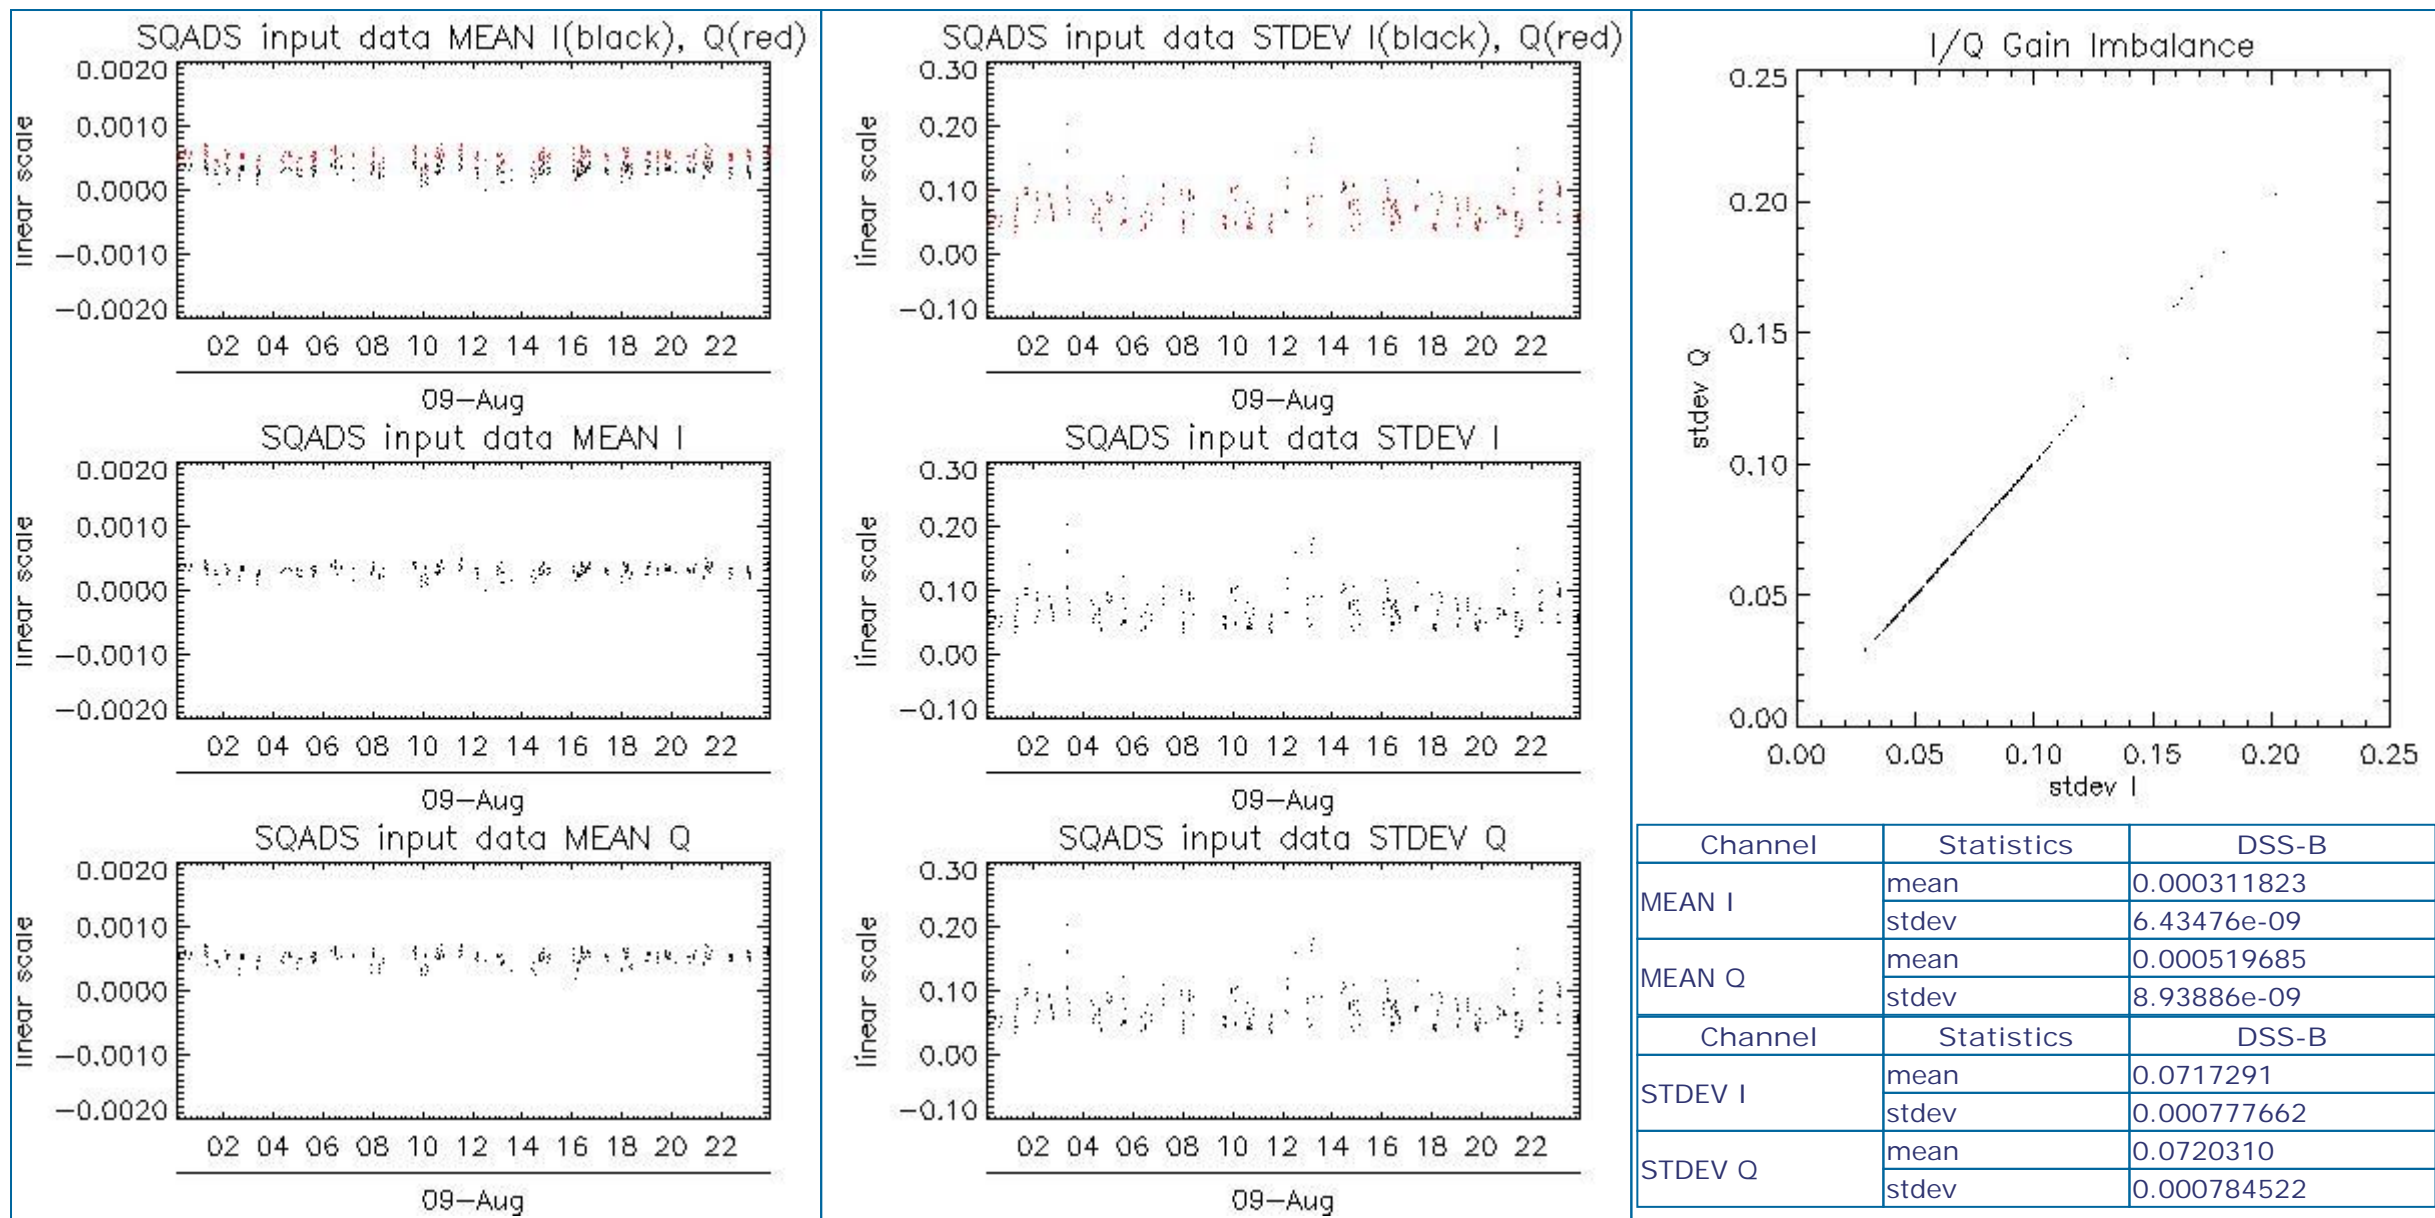 SQADS input data MEAN I(black), Q(red)
0.0020
0.0010
0.0000
−0.0010
−0.0020
linear scale
02 04 06 08 10 12 14 16 18 20 22
09−Aug
SQADS input data MEAN I
0.0020
0.0010
0.0000
−0.0010
−0.0020
linear scale
02 04 06 08 10 12 14 16 18 20 22
09−Aug
SQADS input data MEAN Q
0.0020
0.0010
0.0000
−0.0010
−0.0020
linear scale
02 04 06 08 10 12 14 16 18 20 22
09−Aug
SQADS input data STDEV I(black), Q(red)
0.30
0.20
0.10
0.00
−0.10
linear scale
02 04 06 08 10 12 14 16 18 20 22
09−Aug
SQADS input data STDEV I
0.30
0.20
0.10
0.00
−0.10
linear scale
02 04 06 08 10 12 14 16 18 20 22
09−Aug
SQADS input data STDEV Q
0.30
0.20
0.10
0.00
−0.10
linear scale
02 04 06 08 10 12 14 16 18 20 22
09−Aug
I/Q Gain Imbalance
0.25
0.20
0.15
0.10
0.05
0.00
stdev Q
0.00 0.05 0.10 0.15 0.20 0.25
stdev I
Channel Statistics DSS-B
MEAN I mean 0.000311823
stdev 6.43476e-09
MEAN Q mean 0.000519685
stdev 8.93886e-09
Channel Statistics DSS-B
STDEV I mean 0.0717291
stdev 0.000777662
STDEV Q mean 0.0720310
stdev 0.000784522